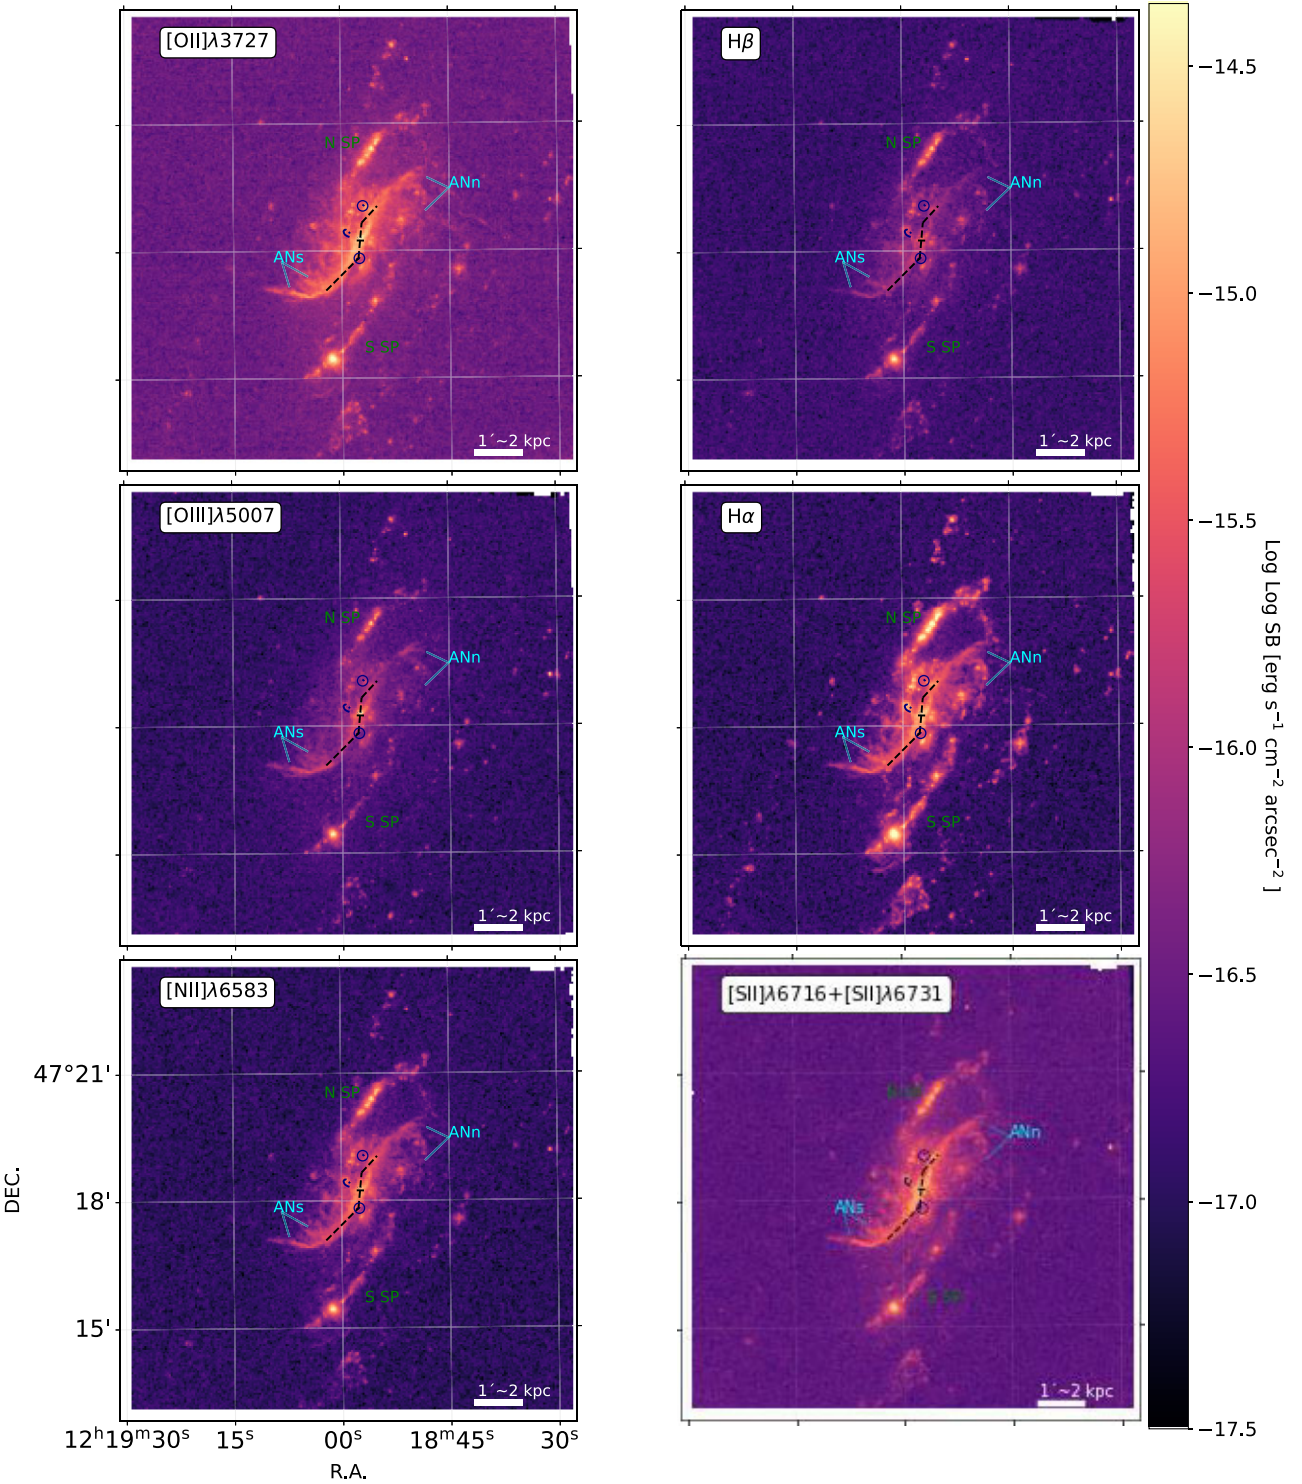 [OII]λ3727
N SP
ANn
ANs
T
S SP
1´~2 kpc
Hβ
N SP
ANn
ANs
T
S SP
1´~2 kpc
[OIII]λ5007
N SP
ANn
ANs
T
S SP
1´~2 kpc
Hα
N SP
ANn
ANs
T
S SP
1´~2 kpc
[NII]λ6583
N SP
ANn
ANs
T
S SP
1´~2 kpc
[SII]λ6716+[SII]λ6731
N SP
ANn
ANs
T
S SP
1´~2 kpc
47°21'
18'
15'
DEC.
12ʰ19ᵐ30ˢ
15ˢ
00ˢ
18ᵐ45ˢ
30ˢ
R.A.
−14.5
−15.0
−15.5
−16.0
−16.5
−17.0
−17.5
Log Log SB [erg s⁻¹ cm⁻² arcsec⁻² ]